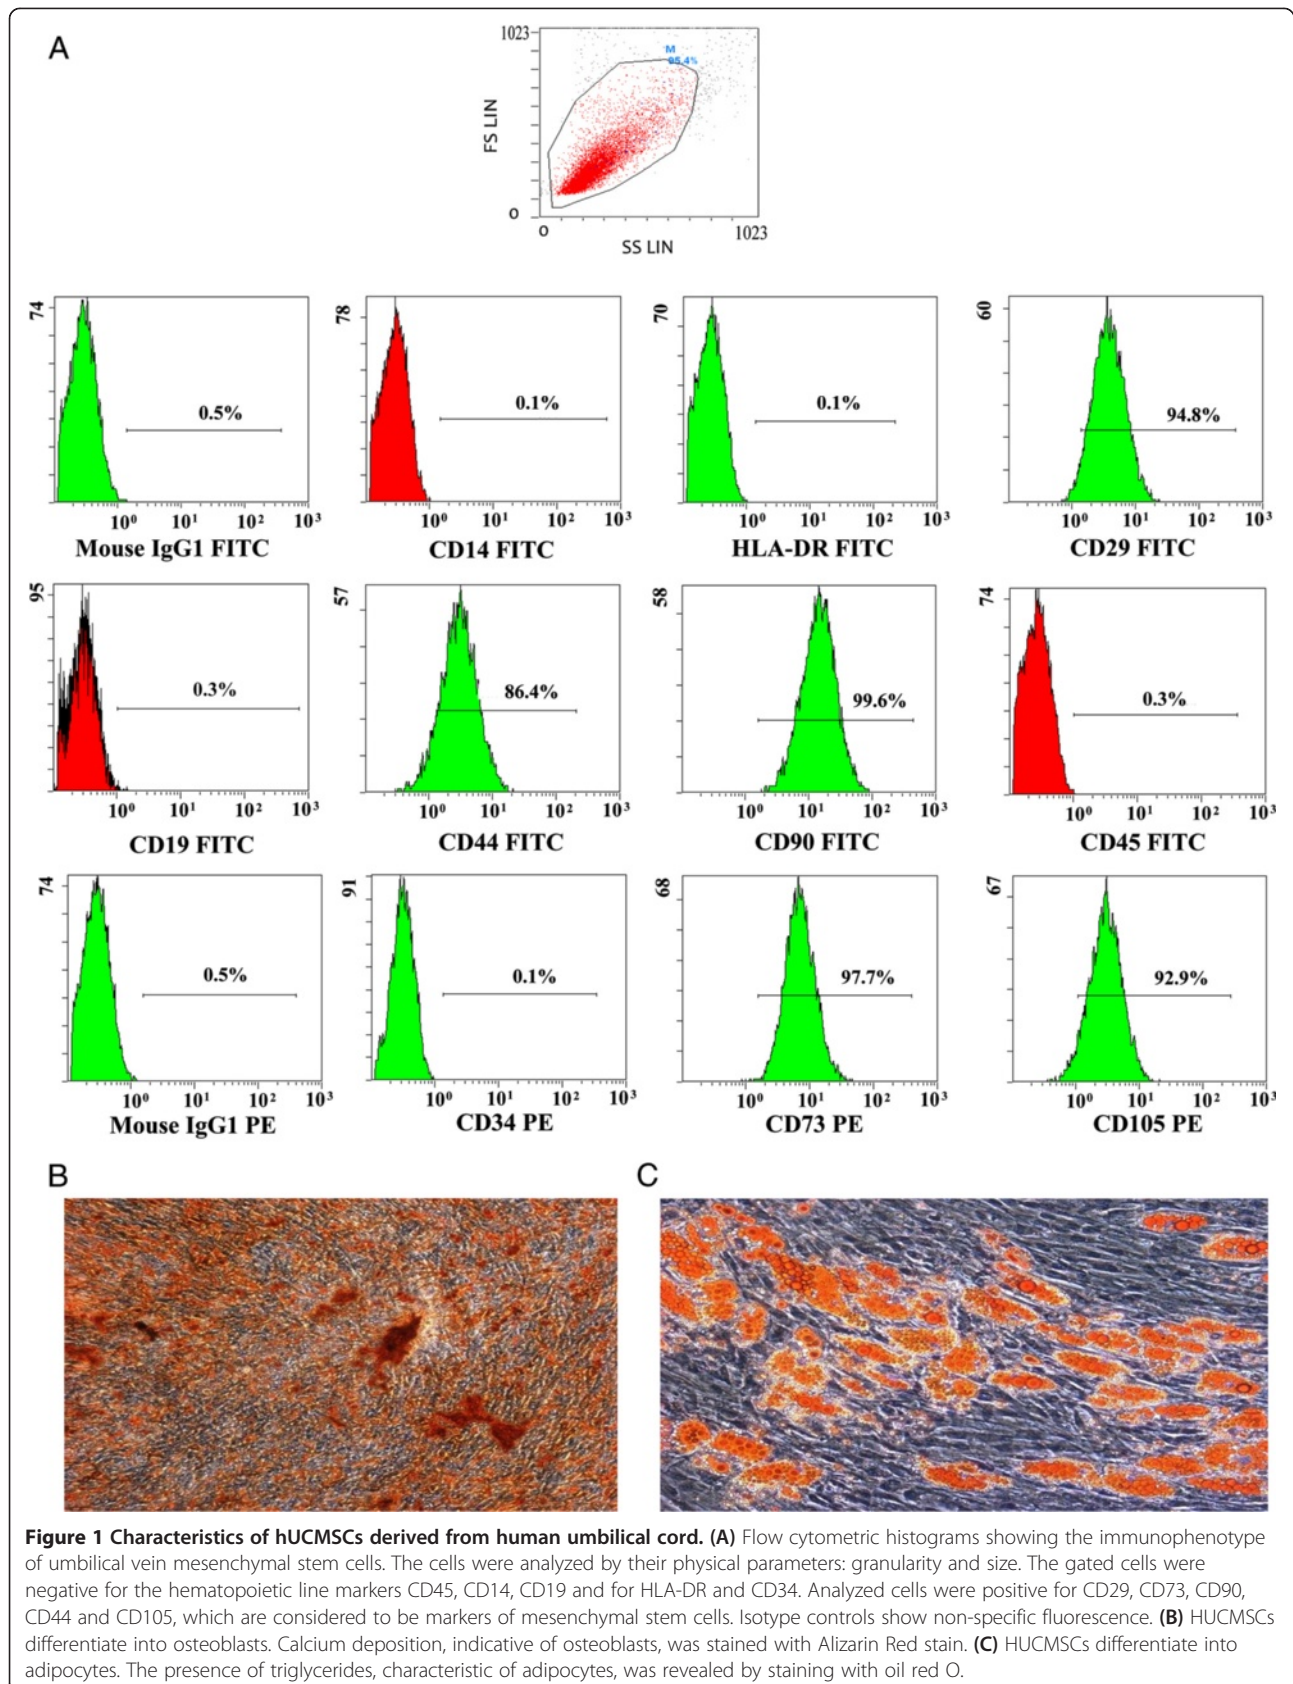 A
1023
M
95.4%
FS LIN
O
O
1023
SS LIN
74
0.5%
10⁰ 10¹ 10² 10³
Mouse IgG1 FITC
78
0.1%
10⁰ 10¹ 10² 10³
CD14 FITC
70
0.1%
10⁰ 10¹ 10² 10³
HLA-DR FITC
60
94.8%
10⁰ 10¹ 10² 10³
CD29 FITC
95
0.3%
10⁰ 10¹ 10² 10³
CD19 FITC
57
86.4%
10⁰ 10¹ 10² 10³
CD44 FITC
58
99.6%
10⁰ 10¹ 10² 10³
CD90 FITC
74
0.3%
10⁰ 10¹ 10² 10³
CD45 FITC
74
0.5%
10⁰ 10¹ 10² 10³
Mouse IgG1 PE
91
0.1%
10⁰ 10¹ 10² 10³
CD34 PE
68
97.7%
10⁰ 10¹ 10² 10³
CD73 PE
67
92.9%
10⁰ 10¹ 10² 10³
CD105 PE
B
C
Figure 1 Characteristics of hUCMSCs derived from human umbilical cord. (A) Flow cytometric histograms showing the immunophenotype
of umbilical vein mesenchymal stem cells. The cells were analyzed by their physical parameters: granularity and size. The gated cells were
negative for the hematopoietic line markers CD45, CD14, CD19 and for HLA-DR and CD34. Analyzed cells were positive for CD29, CD73, CD90,
CD44 and CD105, which are considered to be markers of mesenchymal stem cells. Isotype controls show non-specific fluorescence. (B) HUCMSCs
differentiate into osteoblasts. Calcium deposition, indicative of osteoblasts, was stained with Alizarin Red stain. (C) HUCMSCs differentiate into
adipocytes. The presence of triglycerides, characteristic of adipocytes, was revealed by staining with oil red O.